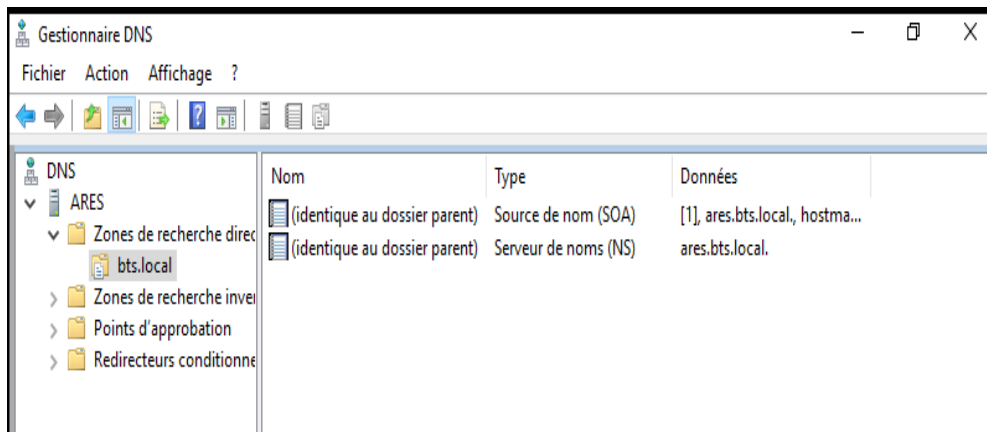 Gestionnaire DNS
Fichier Action Affichage ?
DNS
ARES
Zones de recherche direc
bts.local
Zones de recherche inver
Points d'approbation
Redirecteurs conditionne
Nom Type Données
(identique au dossier parent) Source de nom (SOA) [1], ares.bts.local., hostma...
(identique au dossier parent) Serveur de noms (NS) ares.bts.local.